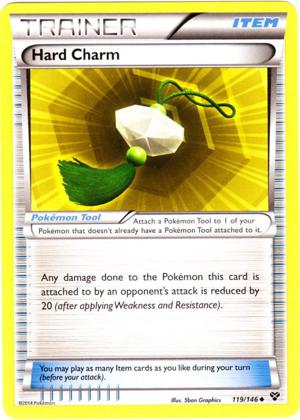 TRAINER
ITEM
Hard Charm
Pokémon Tool
Attach a Pokémon Tool to 1 of your
Pokémon that doesn't already have a Pokémon Tool attached to it.
Any damage done to the Pokémon this card is
attached to by an opponent's attack is reduced by
20 (after applying Weakness and Resistance).
You may play as many Item cards as you like during your turn
(before your attack).
Illus. 5ban Graphics
119/146
©2014 Pokémon